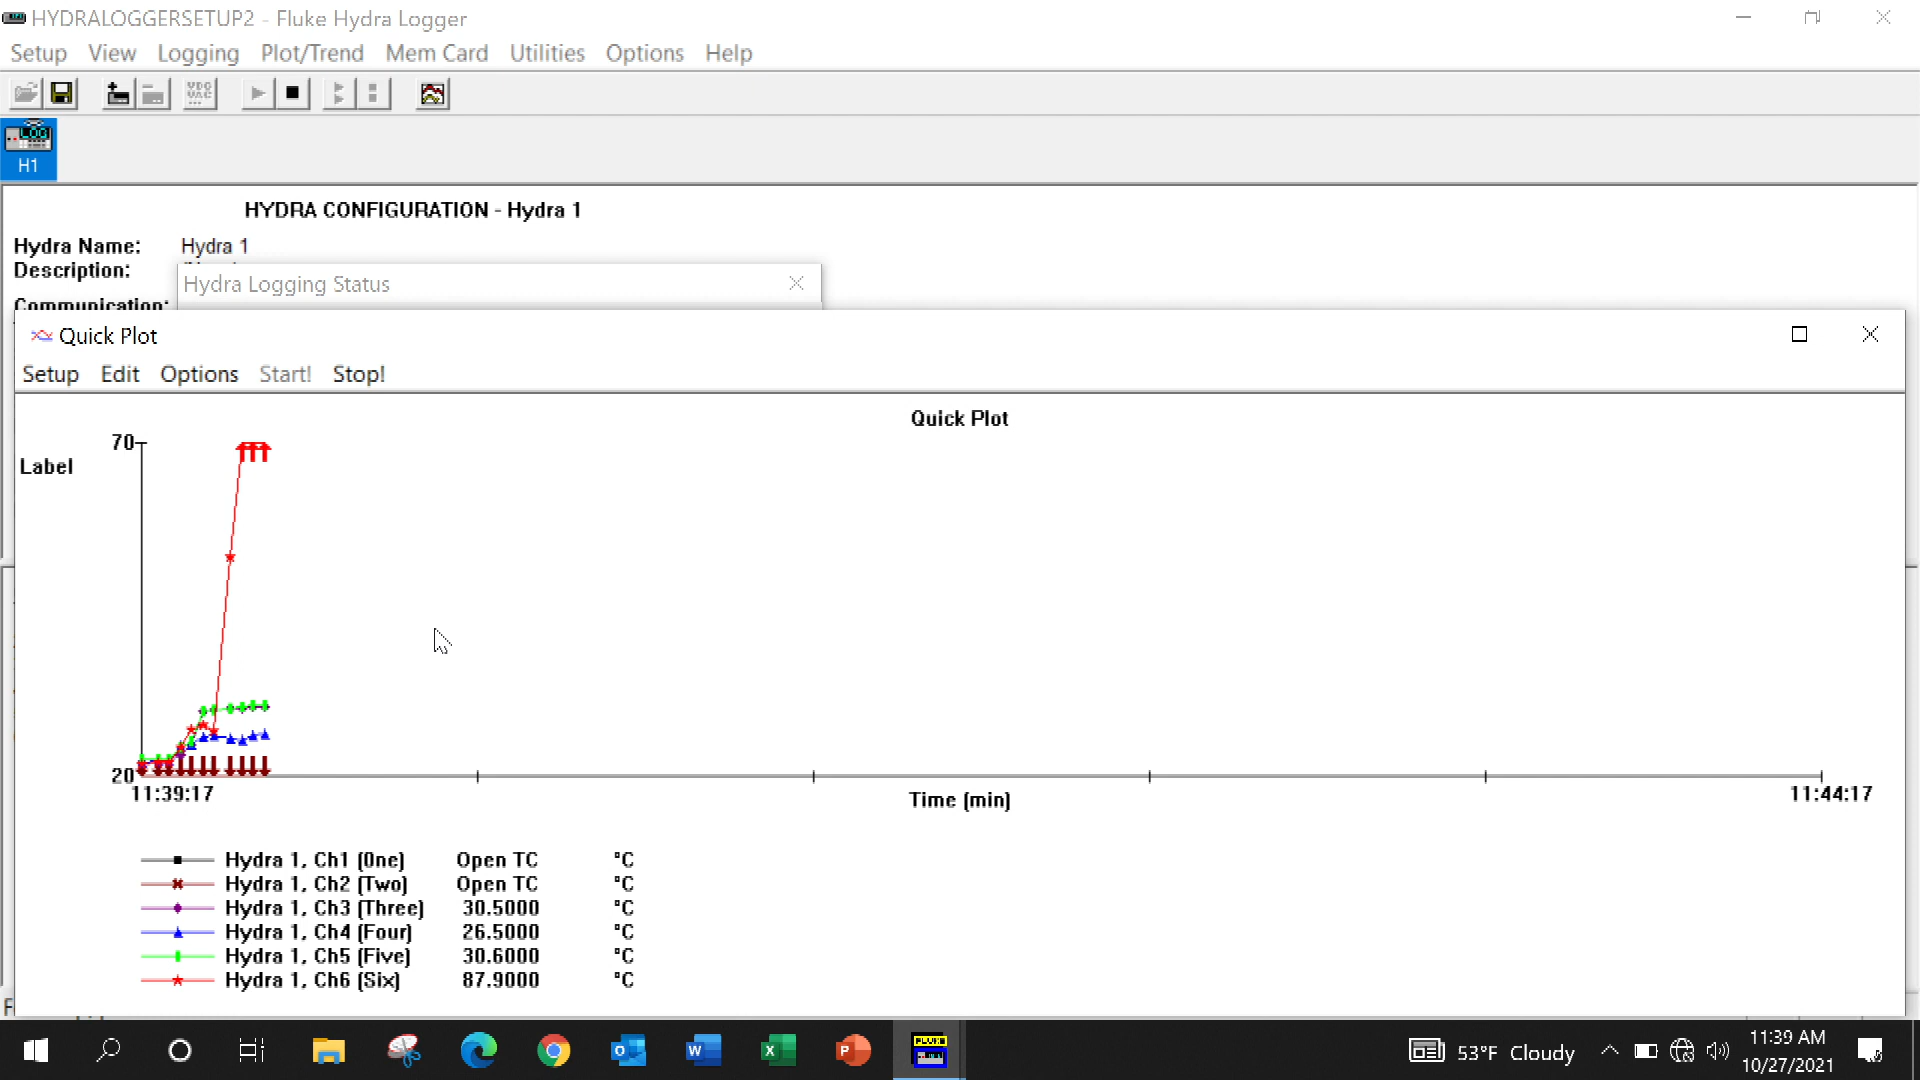 HYDRALOGGERSETUP2 - Fluke Hydra Logger
Setup View Logging Plot/Trend Mem Card Utilities Options Help
VDC
VAC
LOG
H1
HYDRA CONFIGURATION - Hydra 1
Hydra Name: Hydra 1
Description:
Hydra Logging Status
Communication:
Quick Plot
Setup Edit Options Start! Stop!
Quick Plot
70
Label
20
11:39:17 Time (min) 11:44:17
Hydra 1, Ch1 (One) Open TC °C
Hydra 1, Ch2 (Two) Open TC °C
Hydra 1, Ch3 (Three) 30.5000 °C
Hydra 1, Ch4 (Four) 26.5000 °C
Hydra 1, Ch5 (Five) 30.6000 °C
Hydra 1, Ch6 (Six) 87.9000 °C
FLUKE
53°F Cloudy
11:39 AM
10/27/2021